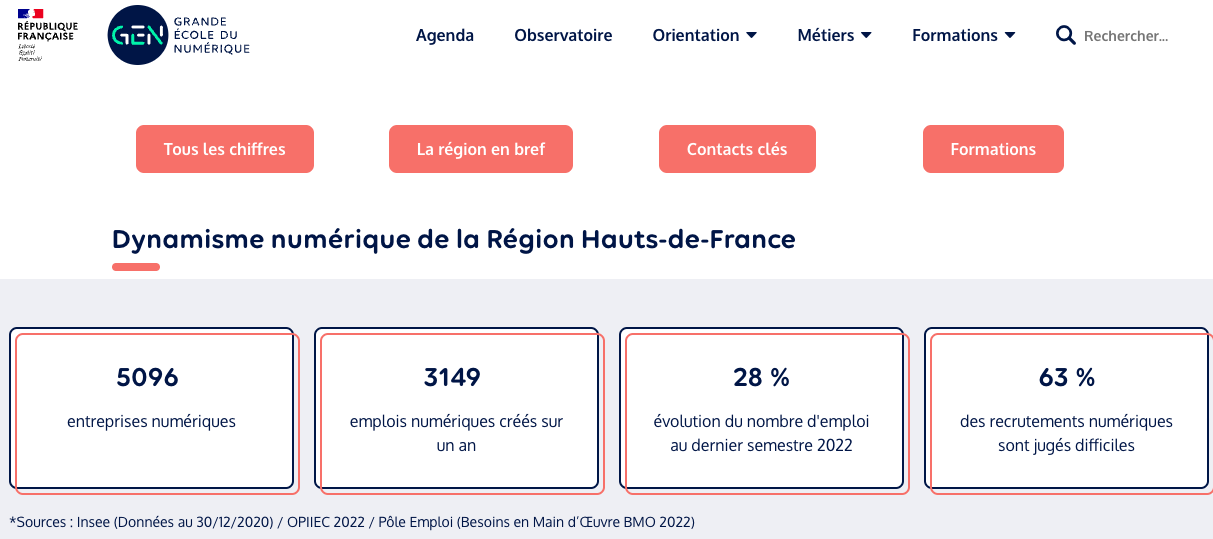 RÉPUBLIQUE
FRANÇAISE
Liberté
Égalité
Fraternité
GEN
GRANDE
ÉCOLE DU
NUMÉRIQUE
Agenda
Observatoire
Orientation
Métiers
Formations
Rechercher...
Tous les chiffres
La région en bref
Contacts clés
Formations
Dynamisme numérique de la Région Hauts-de-France
5096
entreprises numériques
3149
emplois numériques créés sur
un an
28 %
évolution du nombre d'emploi
au dernier semestre 2022
63 %
des recrutements numériques
sont jugés difficiles
*Sources : Insee (Données au 30/12/2020) / OPIIEC 2022 / Pôle Emploi (Besoins en Main d’Œuvre BMO 2022)